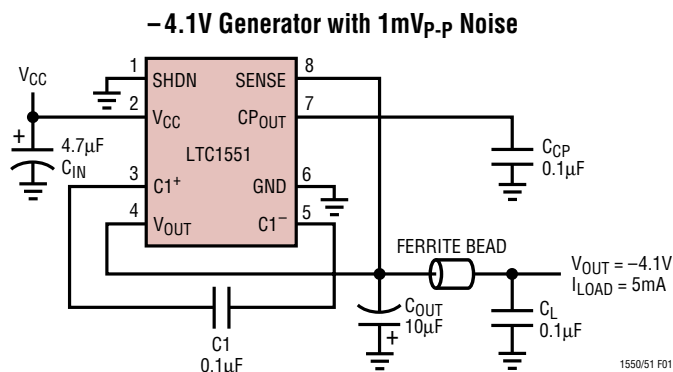 –4.1V Generator with 1mVP-P Noise
VCC
1
SHDN
SENSE
8
2
VCC
CPOUT
7
+
4.7µF
CIN
LTC1551
CCP
0.1µF
3
C1+
GND
6
4
VOUT
C1–
5
FERRITE BEAD
VOUT = –4.1V
ILOAD = 5mA
COUT
10µF
+
CL
0.1µF
C1
0.1µF
1550/51 F01